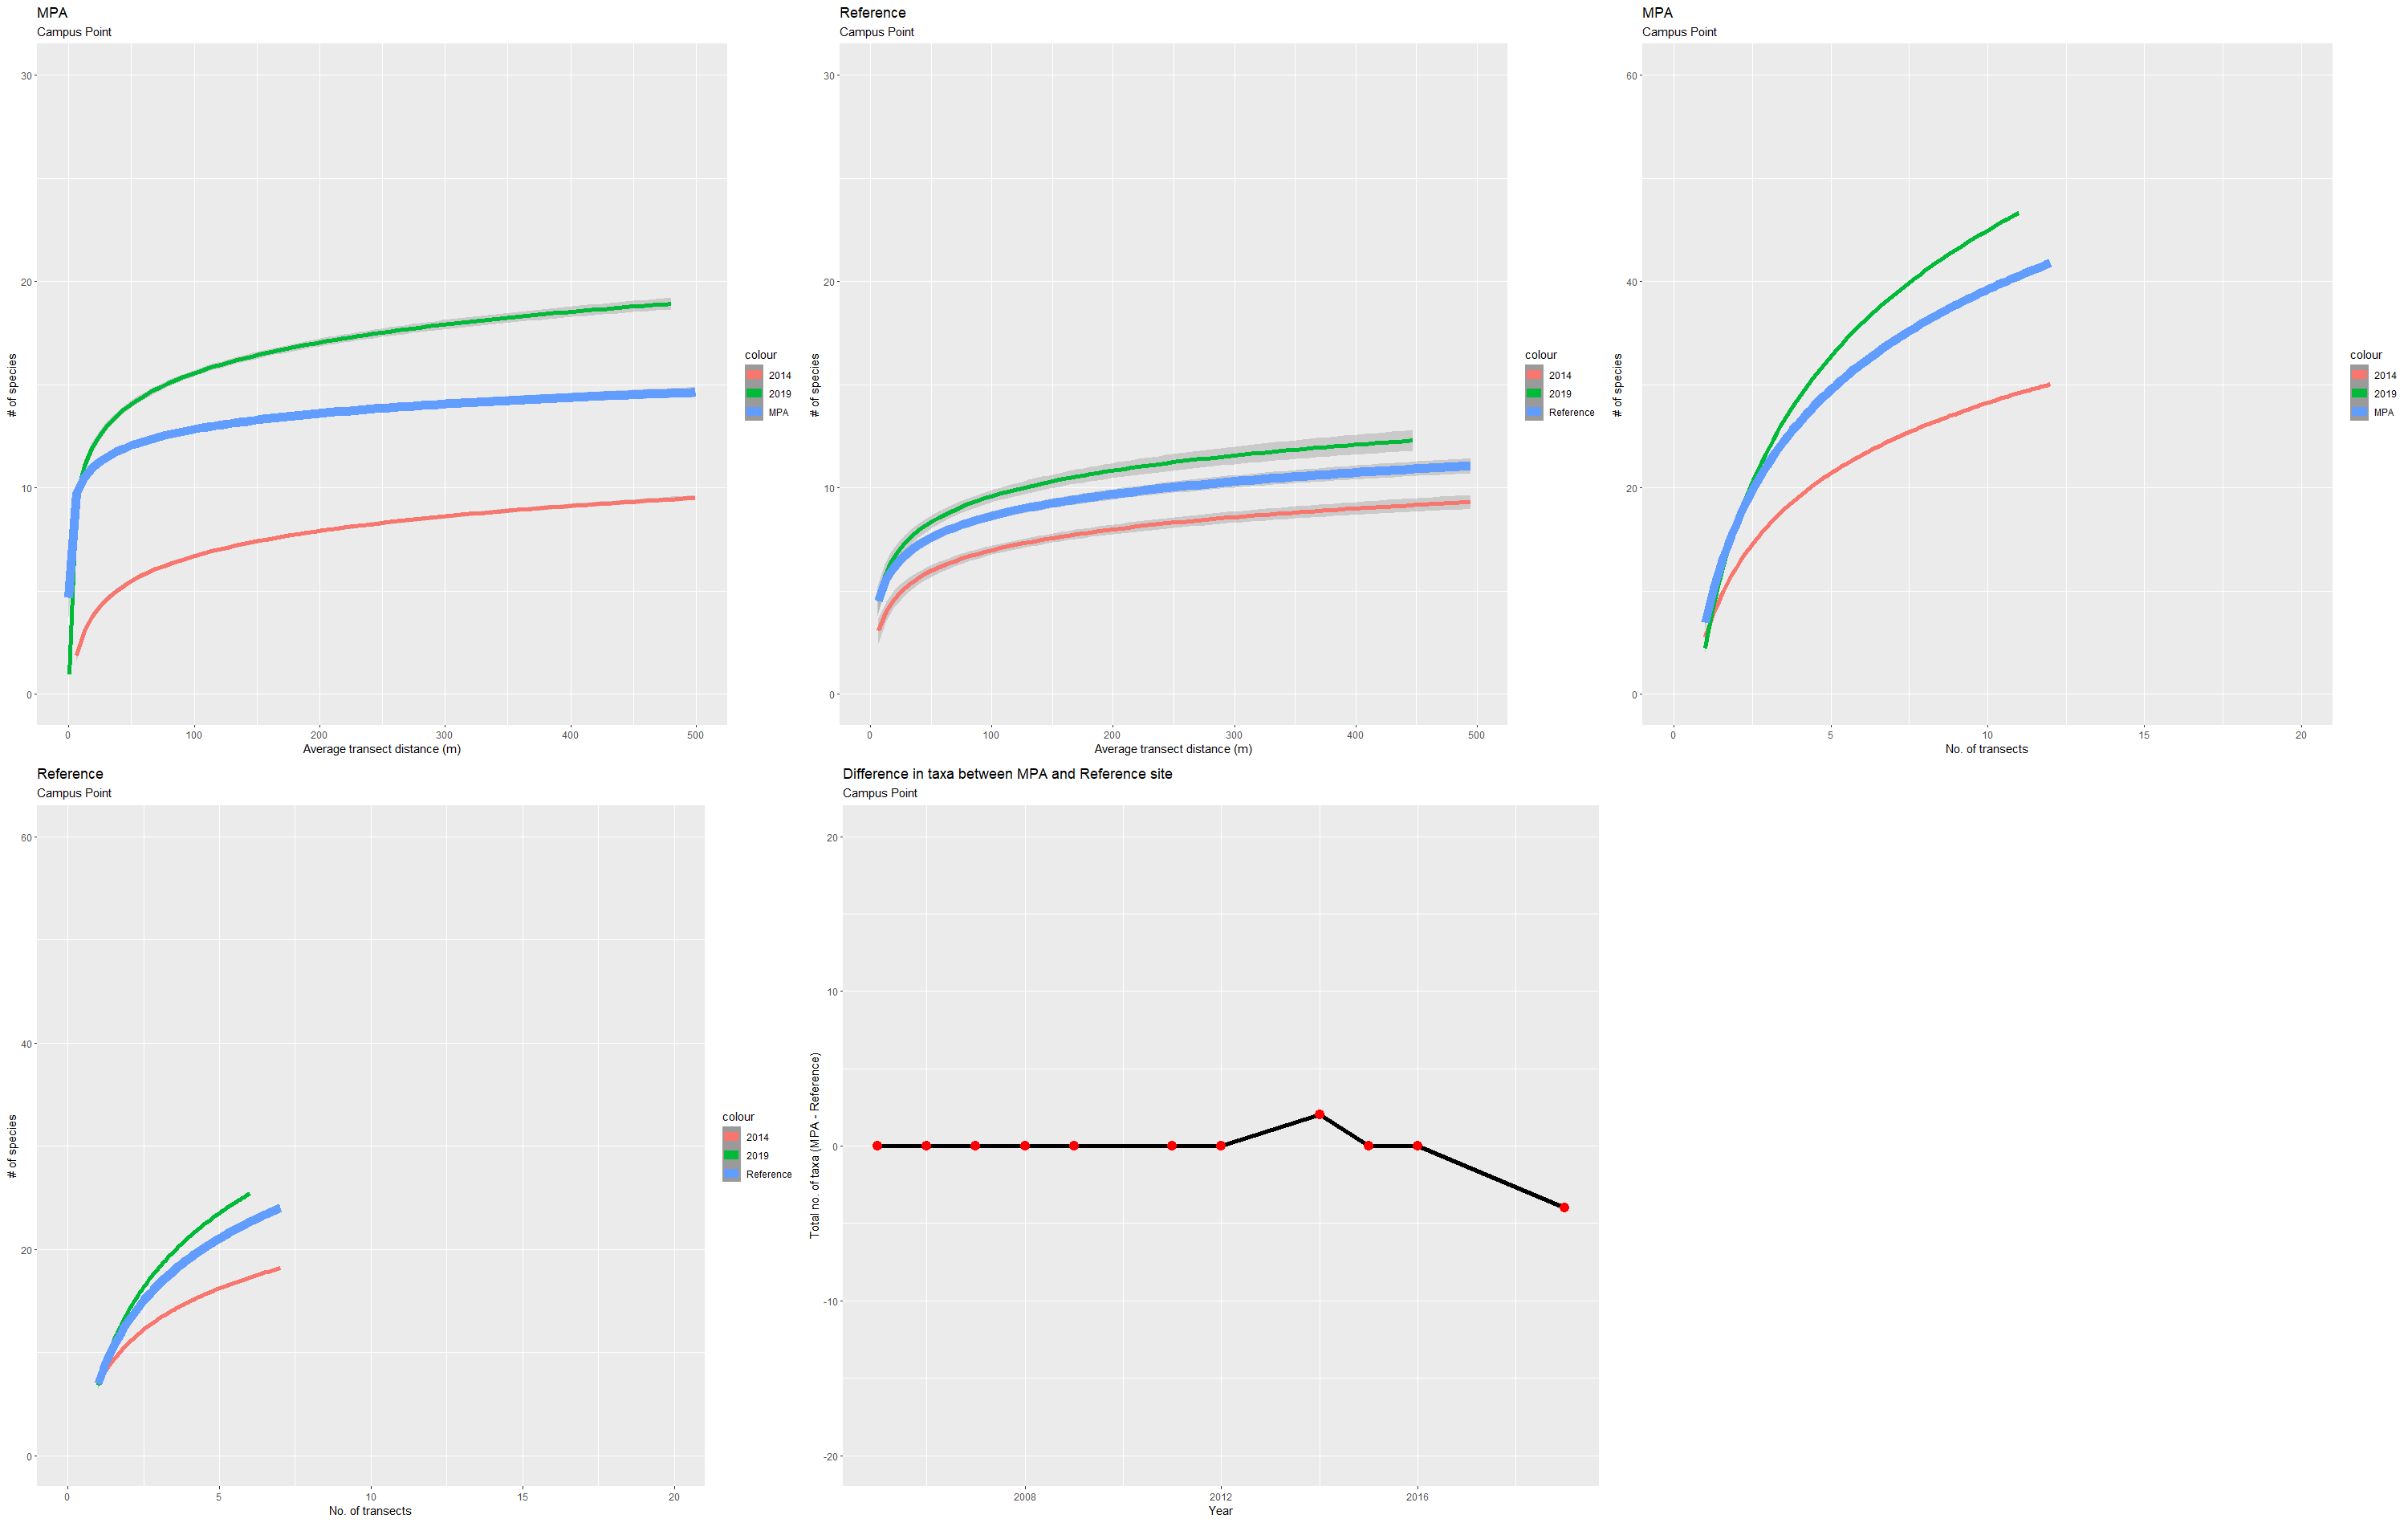 MPA
Campus Point
30
20
10
0
# of species
0 100 200 300 400 500
Average transect distance (m)
colour
2014
2019
MPA
Reference
Campus Point
30
20
10
0
# of species
0 100 200 300 400 500
Average transect distance (m)
colour
2014
2019
Reference
MPA
Campus Point
60
40
30
20
0
# of species
0 5 10 15 20
No. of transects
colour
2014
2019
MPA
Reference
Campus Point
60
40
20
0
# of species
0 5 10 15 20
No. of transects
colour
2014
2019
Reference
Difference in taxa between MPA and Reference site
Campus Point
20
10
0
-10
-20
Total no. of taxa (MPA - Reference)
2008 2012 2016
Year